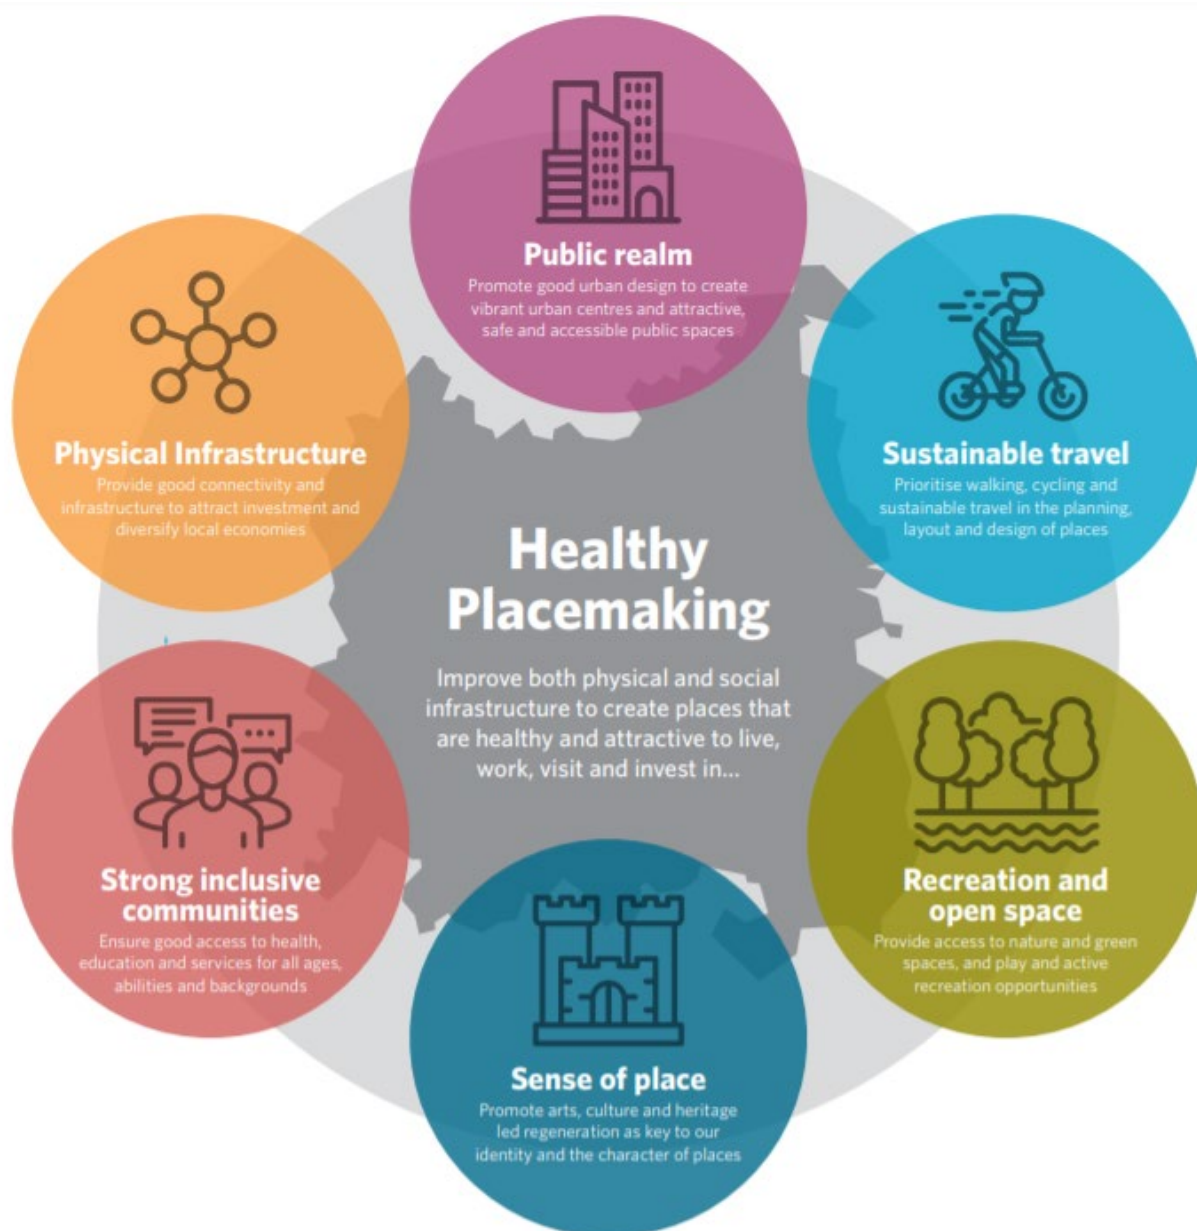 Public realm
Promote good urban design to create
vibrant urban centres and attractive,
safe and accessible public spaces
Physical Infrastructure
Provide good connectivity and
infrastructure to attract investment and
diversify local economies
Sustainable travel
Prioritise walking, cycling and
sustainable travel in the planning,
layout and design of places
Healthy
Placemaking
Improve both physical and social
infrastructure to create places that
are healthy and attractive to live,
work, visit and invest in...
Strong inclusive
communities
Ensure good access to health,
education and services for all ages,
abilities and backgrounds
Recreation and
open space
Provide access to nature and green
spaces, and play and active
recreation opportunities
Sense of place
Promote arts, culture and heritage
led regeneration as key to our
identity and the character of places